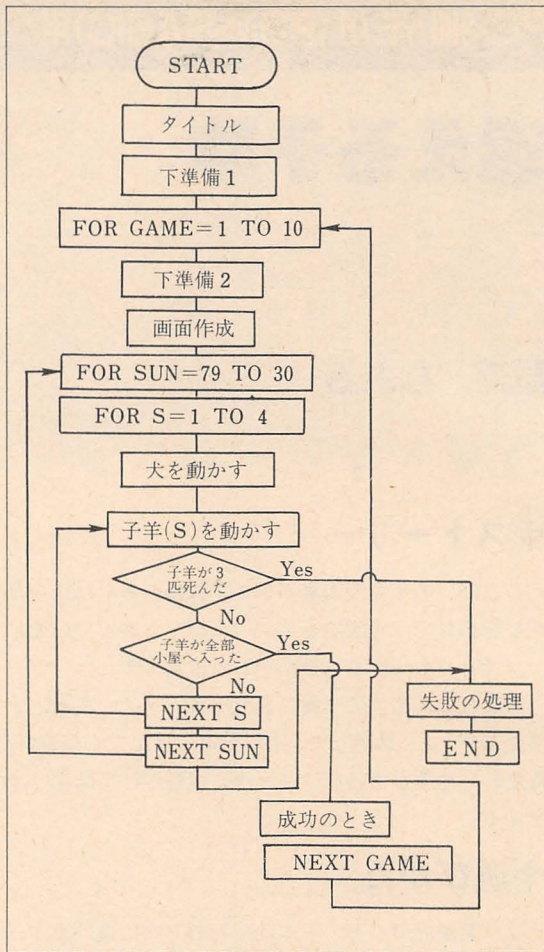 START
タイトル
下準備1
FOR GAME=1 TO 10
下準備2
画面作成
FOR SUN=79 TO 30
FOR S=1 TO 4
犬を動かす
子羊(S)を動かす
子羊が3
匹死んだ
Yes
No
子羊が全部
小屋へ入った
Yes
No
NEXT S
NEXT SUN
失敗の処理
END
成功のとき
NEXT GAME